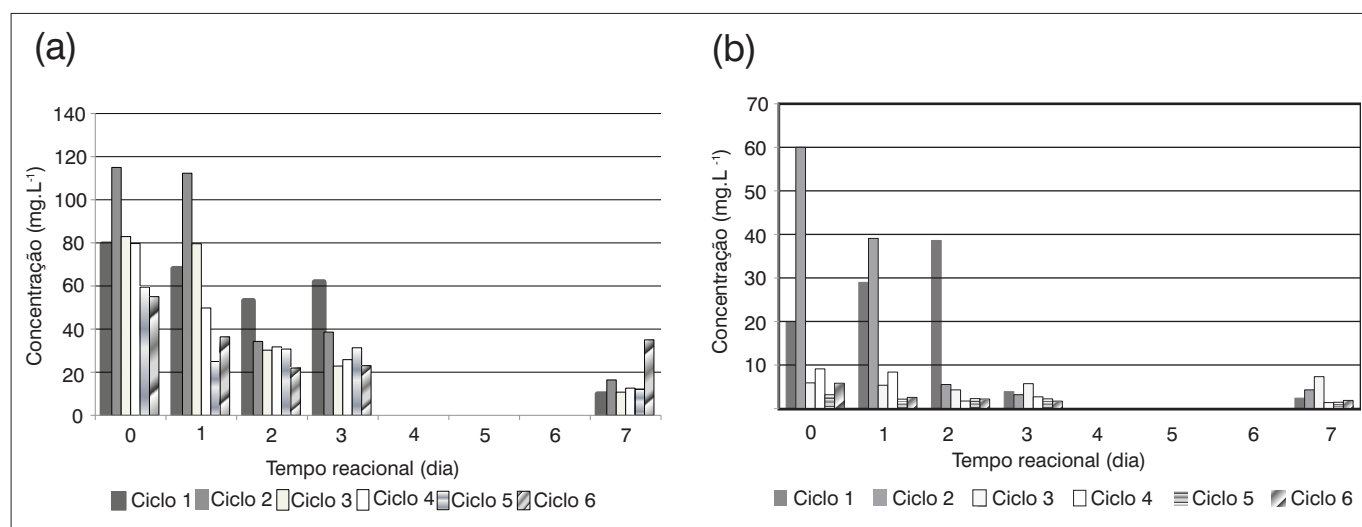 (a)
Concentração (mg.L⁻¹)
140
120
100
80
60
40
20
0
0 1 2 3 4 5 6 7
Tempo reacional (dia)
Ciclo 1 Ciclo 2 Ciclo 3 Ciclo 4 Ciclo 5 Ciclo 6
(b)
Concentração (mg.L⁻¹)
70
60
50
40
30
20
10
0 1 2 3 4 5 6 7
Tempo reacional (dia)
Ciclo 1 Ciclo 2 Ciclo 3 Ciclo 4 Ciclo 5 Ciclo 6